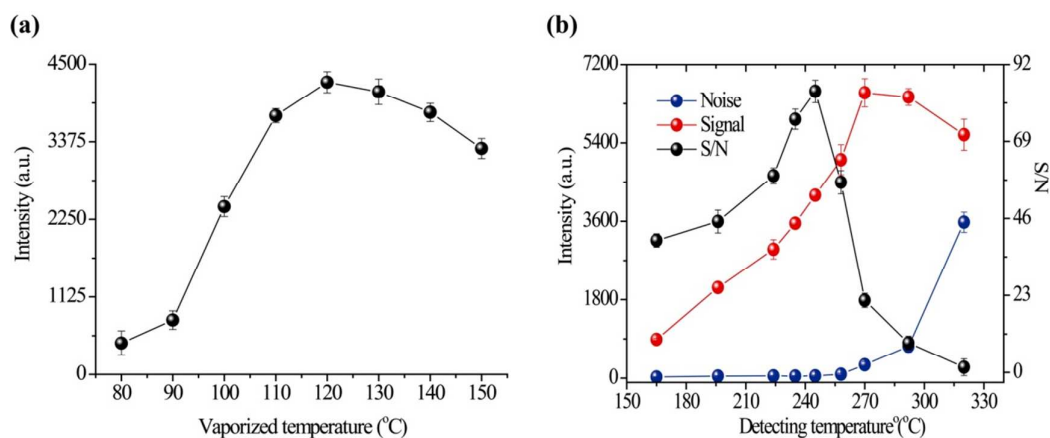 (a)
4500
3375
2250
1125
0
Intensity (a.u.)
80 90 100 110 120 130 140 150
Vaporized temperature (°C)
(b)
7200
5400
3600
1800
0
Intensity (a.u.)
Noise
Signal
S/N
92
69
46
23
0
S/N
150 180 210 240 270 300 330
Detecting temperature°(°C)